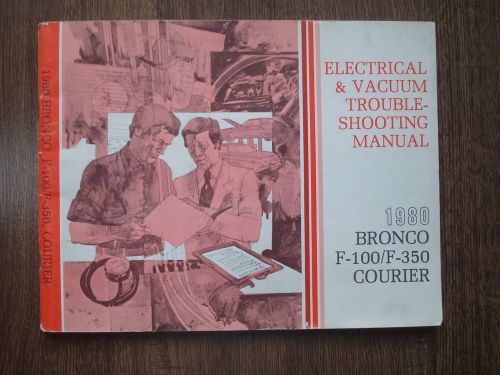 ELECTRICAL
& VACUUM
TROUBLE-
SHOOTING
MANUAL
1980
BRONCO
F-100/F-350
COURIER
1980 BRONCO, F-100/F-350, COURIER